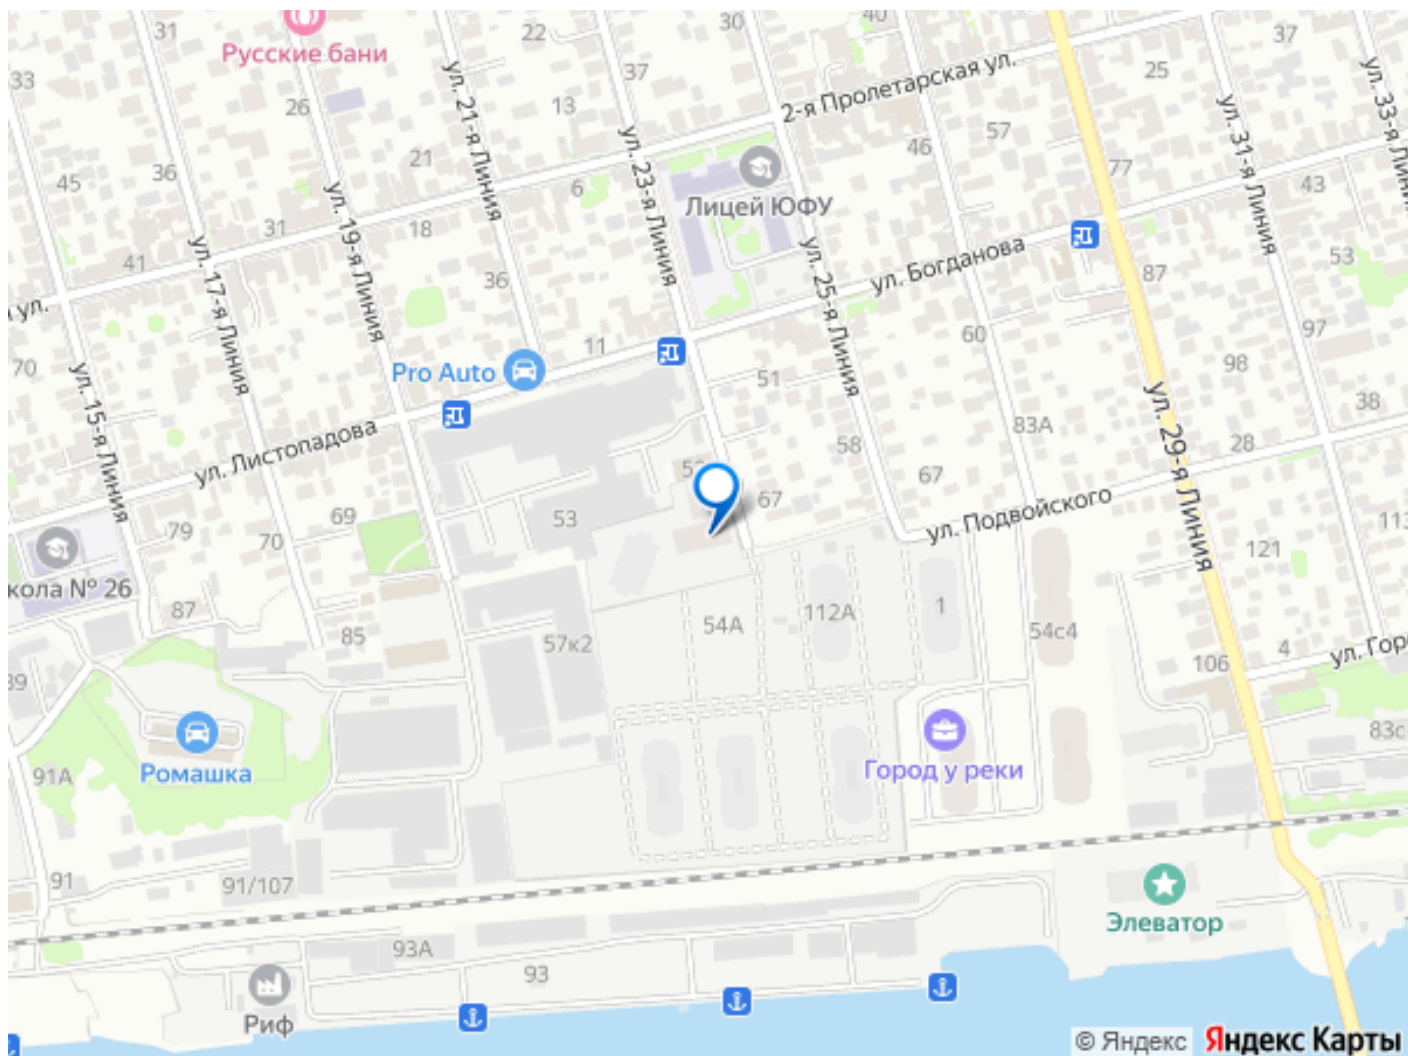 31
22
30
40
37
Русские бани
33
37
2-я Пролетарская ул.
25
ул. 33-я Лин
ул. 21-я Линия
26
13
57
ул. 31-я Линия
ул. 23-я Линия
21
46
36
77
45
6
43
Лицей ЮФУ
ул. 19-я Линия
31
18
41
ул. Богданова
53
ул. 17-я Линия
ул. 25-я Линия
87
36
ул.
60
97
11
98
70
Pro Auto
51
ул. 15-я Линия
38
83А
ул. 29-я Линия
ул. Листопадова
58
28
67
67
69
53
ул. Подвойского
113
79
70
121
кола № 26
87
54А
112А
1
85
57к2
54с4
4
ул. Гор
106
39
83с
91А
Ромашка
Город у реки
91
91/107
Элеватор
93А
93
Риф
© Яндекс
Яндекс Карты